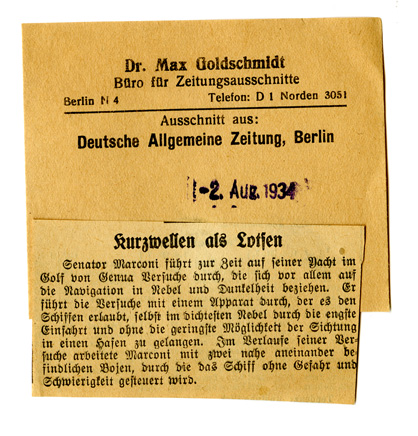 Dr. Max Goldschmidt
Büro für Zeitungsausschnitte
Berlin N 4 Telefon: D 1 Norden 3051
Ausschnitt aus:
Deutsche Allgemeine Zeitung, Berlin
-2. Aug. 1934
Kurzwellen als Lotsen
Senator Marconi führt zur Zeit auf seiner Yacht im
Golf von Genua Versuche durch, die sich vor allem auf
die Navigation in Nebel und Dunkelheit beziehen. Er
führt die Versuche mit einem Apparat durch, der es den
Schiffen erlaubt, selbst im dichtesten Nebel durch die engste
Einfahrt und ohne die geringste Möglichkeit der Sichtung
in einen Hafen zu gelangen. Im Verlaufe seiner Ver-
suche arbeitete Marconi mit zwei nahe aneinander be-
findlichen Bojen, durch die das Schiff ohne Gefahr und
Schwierigkeit gesteuert wird.